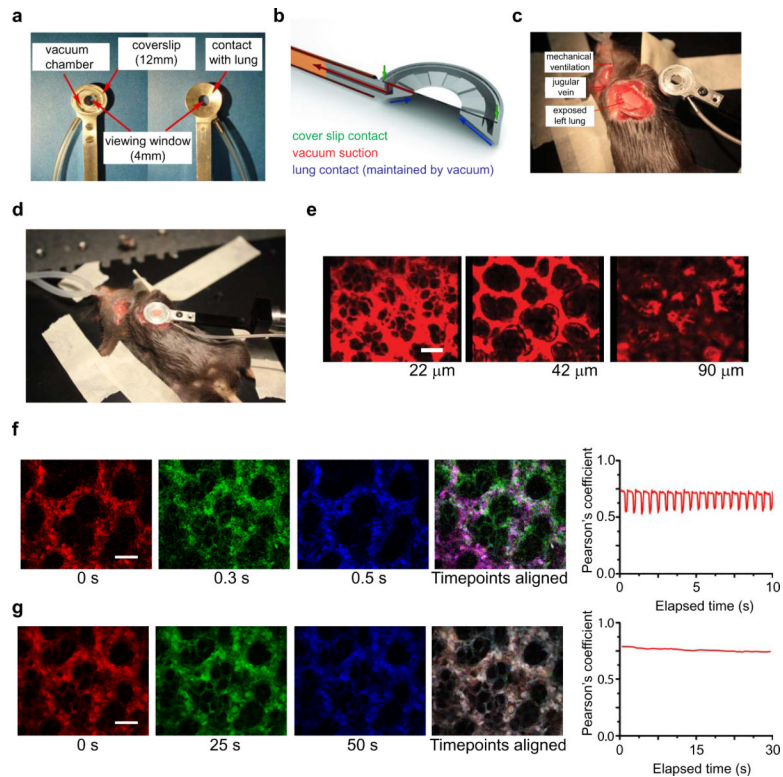 a
vacuum
chamber
coverslip
(12mm)
contact
with lung
viewing window
(4mm)
b
cover slip contact
vacuum suction
lung contact (maintained by vacuum)
c
mechanical
ventilation
jugular
vein
exposed
left lung
d
e
22 μm
42 μm
90 μm
f
0 s
0.3 s
0.5 s
Timepoints aligned
Pearson's coefficient
1.0
0.5
0.0
0
5
10
Elapsed time (s)
g
0 s
25 s
50 s
Timepoints aligned
Pearson's coefficient
1.0
0.5
0.0
0
15
30
Elapsed time (s)